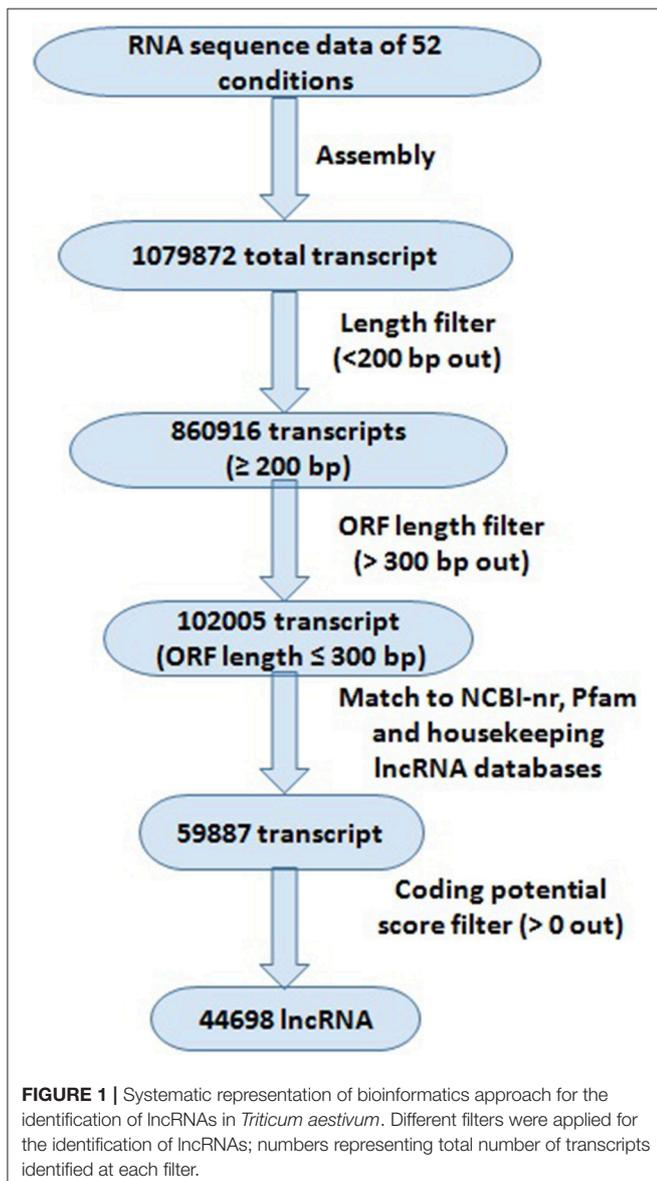 RNA sequence data of 52
conditions
Assembly
1079872 total transcript
Length filter
(<200 bp out)
860916 transcripts
(≥ 200 bp)
ORF length filter
(> 300 bp out)
102005 transcript
(ORF length ≤ 300 bp)
Match to NCBI-nr, Pfam
and housekeeping
lncRNA databases
59887 transcript
Coding potential
score filter (> 0 out)
44698 lncRNA
FIGURE 1 | Systematic representation of bioinformatics approach for the
identification of lncRNAs in Triticum aestivum. Different filters were applied for
the identification of lncRNAs; numbers representing total number of transcripts
identified at each filter.